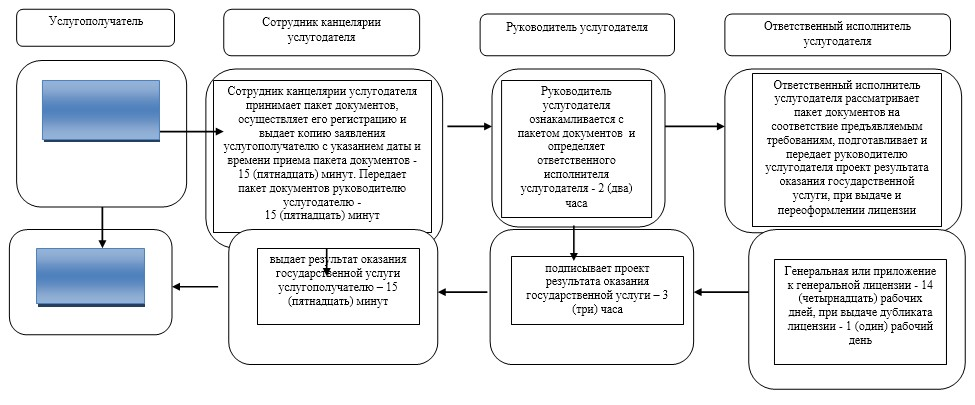 Услугополучатель
Сотрудник канцелярии
услугодателя
Руководитель услугодателя
Ответственный исполнитель
услугодателя
Сотрудник канцелярии услугодателя
принимает пакет документов,
осуществляет его регистрацию и
выдает копию заявления
услугополучателю с указанием даты и
времени приема пакета документов -
15 (пятнадцать) минут. Передает
пакет документов руководителю
услугодателю -
15 (пятнадцать) минут
Руководитель
услугодателя
ознакамливается с
пакетом документов и
определяет
ответственного
исполнителя
услугодателя - 2 (два)
часа
Ответственный исполнитель
услугодателя рассматривает
пакет документов на
соответствие предъявляемым
требованиям, подготавливает и
передает руководителю
услугодателя проект результата
оказания государственной
услуги, при выдаче и
переоформлении лицензии
выдает результат оказания
государственной услуги
услугополучателю – 15
(пятнадцать) минут
подписывает проект
результата оказания
государственной услуги – 3
(три) часа
Генеральная или приложение
к генеральной лицензии - 14
(четырнадцать) рабочих
дней, при выдаче дубликата
лицензии - 1 (один) рабочий
день